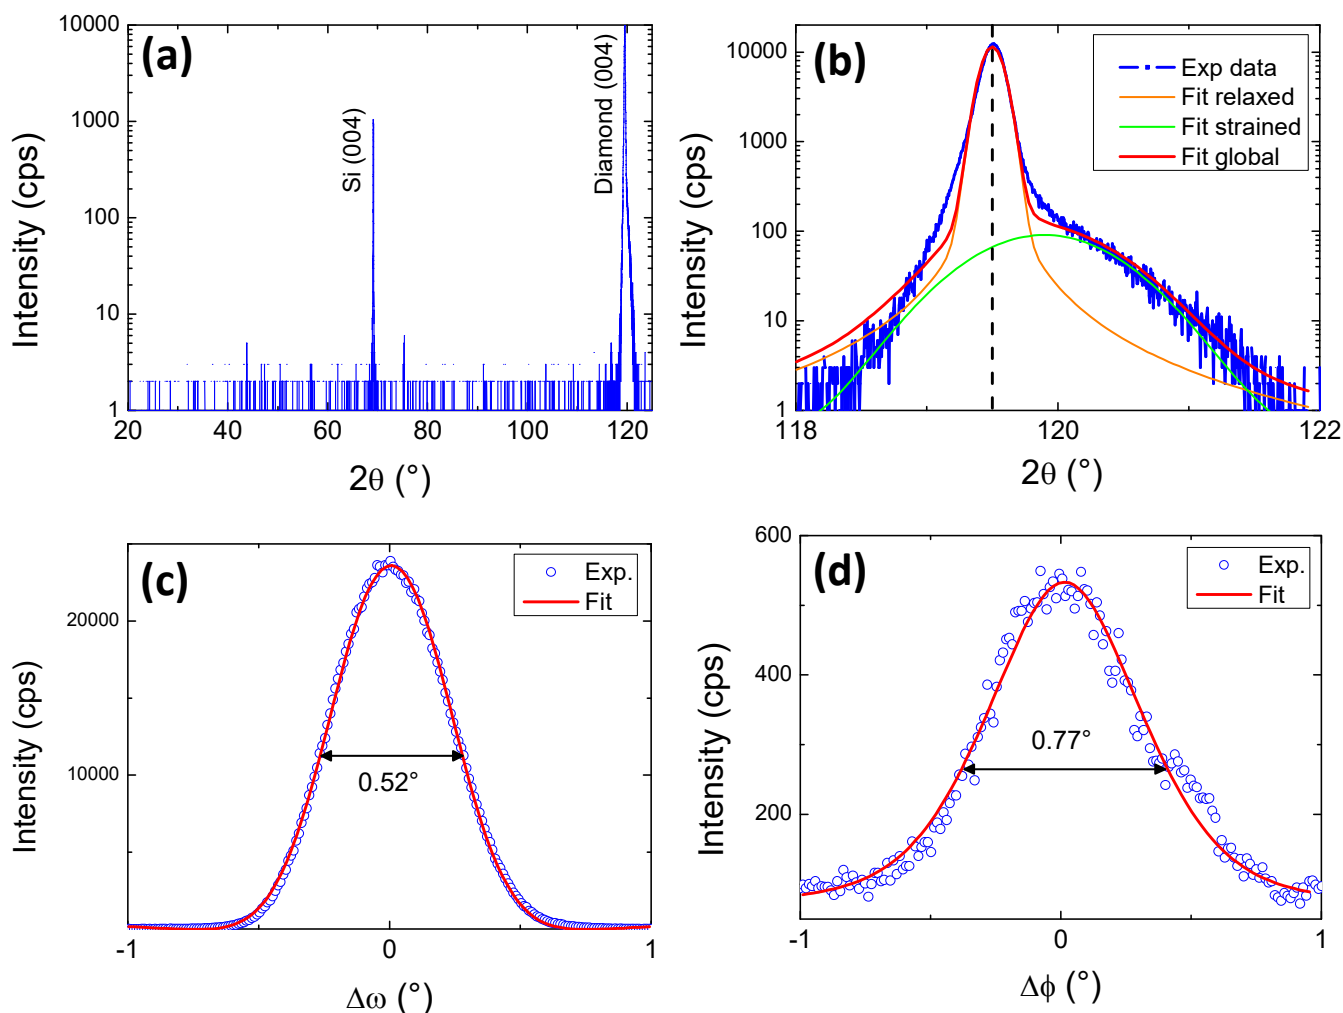 (a)
10000
1000
100
10
1
Intensity (cps)
Si (004)
Diamond (004)
20 40 60 80 100 120
2θ (°)
(b)
10000
1000
100
10
1
Intensity (cps)
Exp data
Fit relaxed
Fit strained
Fit global
118 120 122
2θ (°)
(c)
20000
10000
Intensity (cps)
Exp.
Fit
0.52°
-1 0 1
Δω (°)
(d)
600
400
200
Intensity (cps)
Exp.
Fit
0.77°
-1 0 1
Δϕ (°)